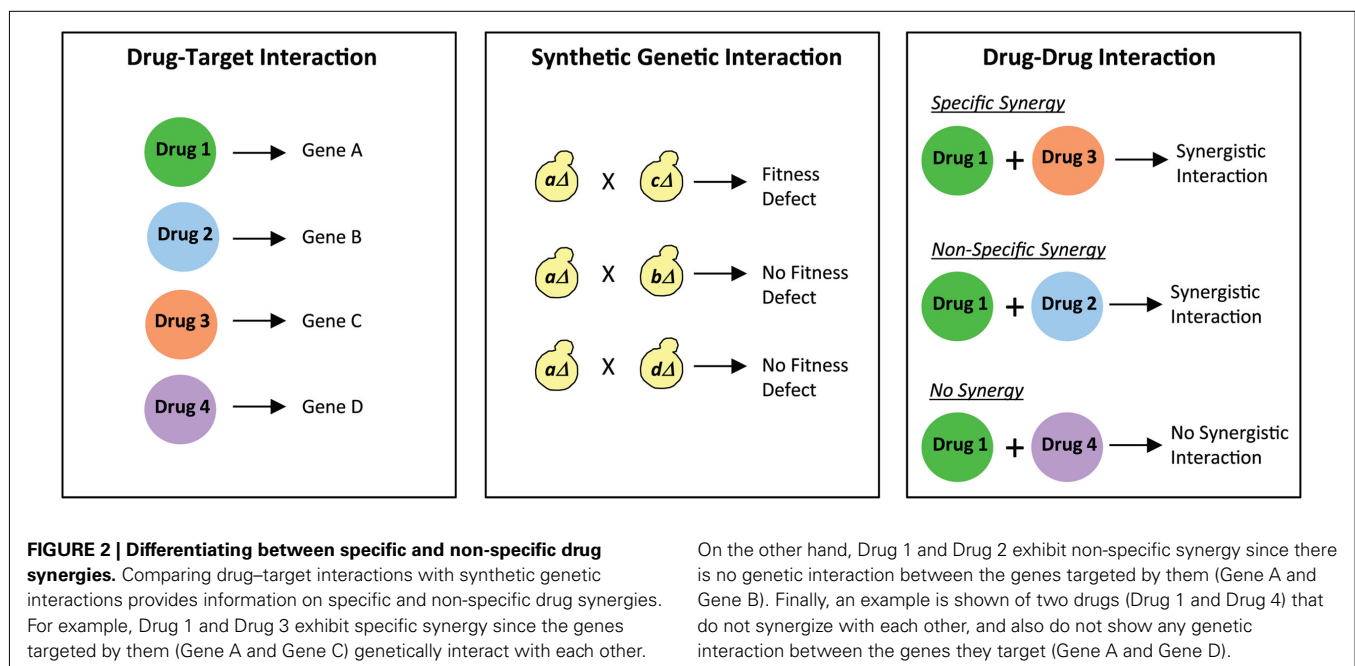 Drug-Target Interaction
Drug 1
Gene A
Drug 2
Gene B
Drug 3
Gene C
Drug 4
Gene D
Synthetic Genetic Interaction
aΔ X cΔ
Fitness
Defect
aΔ X bΔ
No Fitness
Defect
aΔ X dΔ
No Fitness
Defect
Drug-Drug Interaction
Specific Synergy
Drug 1 + Drug 3
Synergistic
Interaction
Non-Specific Synergy
Drug 1 + Drug 2
Synergistic
Interaction
No Synergy
Drug 1 + Drug 4
No Synergistic
Interaction
FIGURE 2 | Differentiating between specific and non-specific drug
synergies. Comparing drug–target interactions with synthetic genetic
interactions provides information on specific and non-specific drug synergies.
For example, Drug 1 and Drug 3 exhibit specific synergy since the genes
targeted by them (Gene A and Gene C) genetically interact with each other.
On the other hand, Drug 1 and Drug 2 exhibit non-specific synergy since there
is no genetic interaction between the genes targeted by them (Gene A and
Gene B). Finally, an example is shown of two drugs (Drug 1 and Drug 4) that
do not synergize with each other, and also do not show any genetic
interaction between the genes they target (Gene A and Gene D).